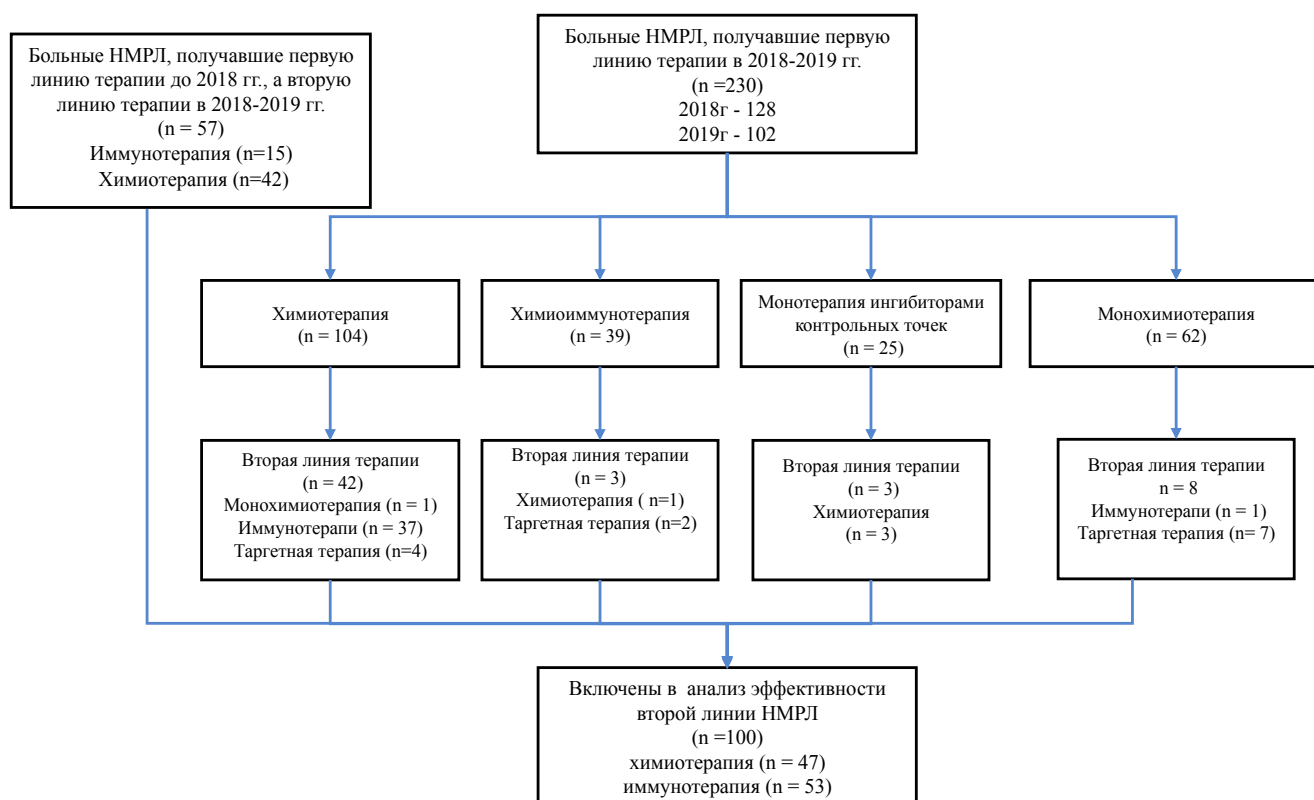 Больные НМРЛ, получавшие первую
линию терапии до 2018 гг., а вторую
линию терапии в 2018-2019 гг.
(n = 57)
Иммунотерапия (n=15)
Химиотерапия (n=42)
Больные НМРЛ, получавшие первую
линию терапии в 2018-2019 гг.
(n =230)
2018г - 128
2019г - 102
Химиотерапия
(n = 104)
Химиоиммунотерапия
(n = 39)
Монотерапия ингибиторами
контрольных точек
(n = 25)
Монохимиотерапия
(n = 62)
Вторая линия терапии
(n = 42)
Монохимиотерапия (n = 1)
Иммунотерапи (n = 37)
Таргетная терапия (n=4)
Вторая линия терапии
(n = 3)
Химиотерапия ( n=1)
Таргетная терапия (n=2)
Вторая линия терапии
(n = 3)
Химиотерапия
(n = 3)
Вторая линия терапии
n = 8
Иммунотерапи (n = 1)
Таргетная терапия (n= 7)
Включены в  анализ эффективности
второй линии НМРЛ
(n =100)
химиотерапия (n = 47)
иммунотерапия (n = 53)